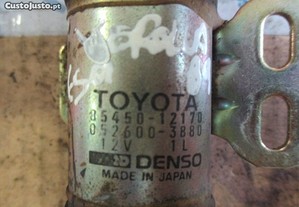 CustoJusto.pt
TOYOTA
85450-12170
052600-3880
12V 1L
DENSO
MADE IN JAPAN